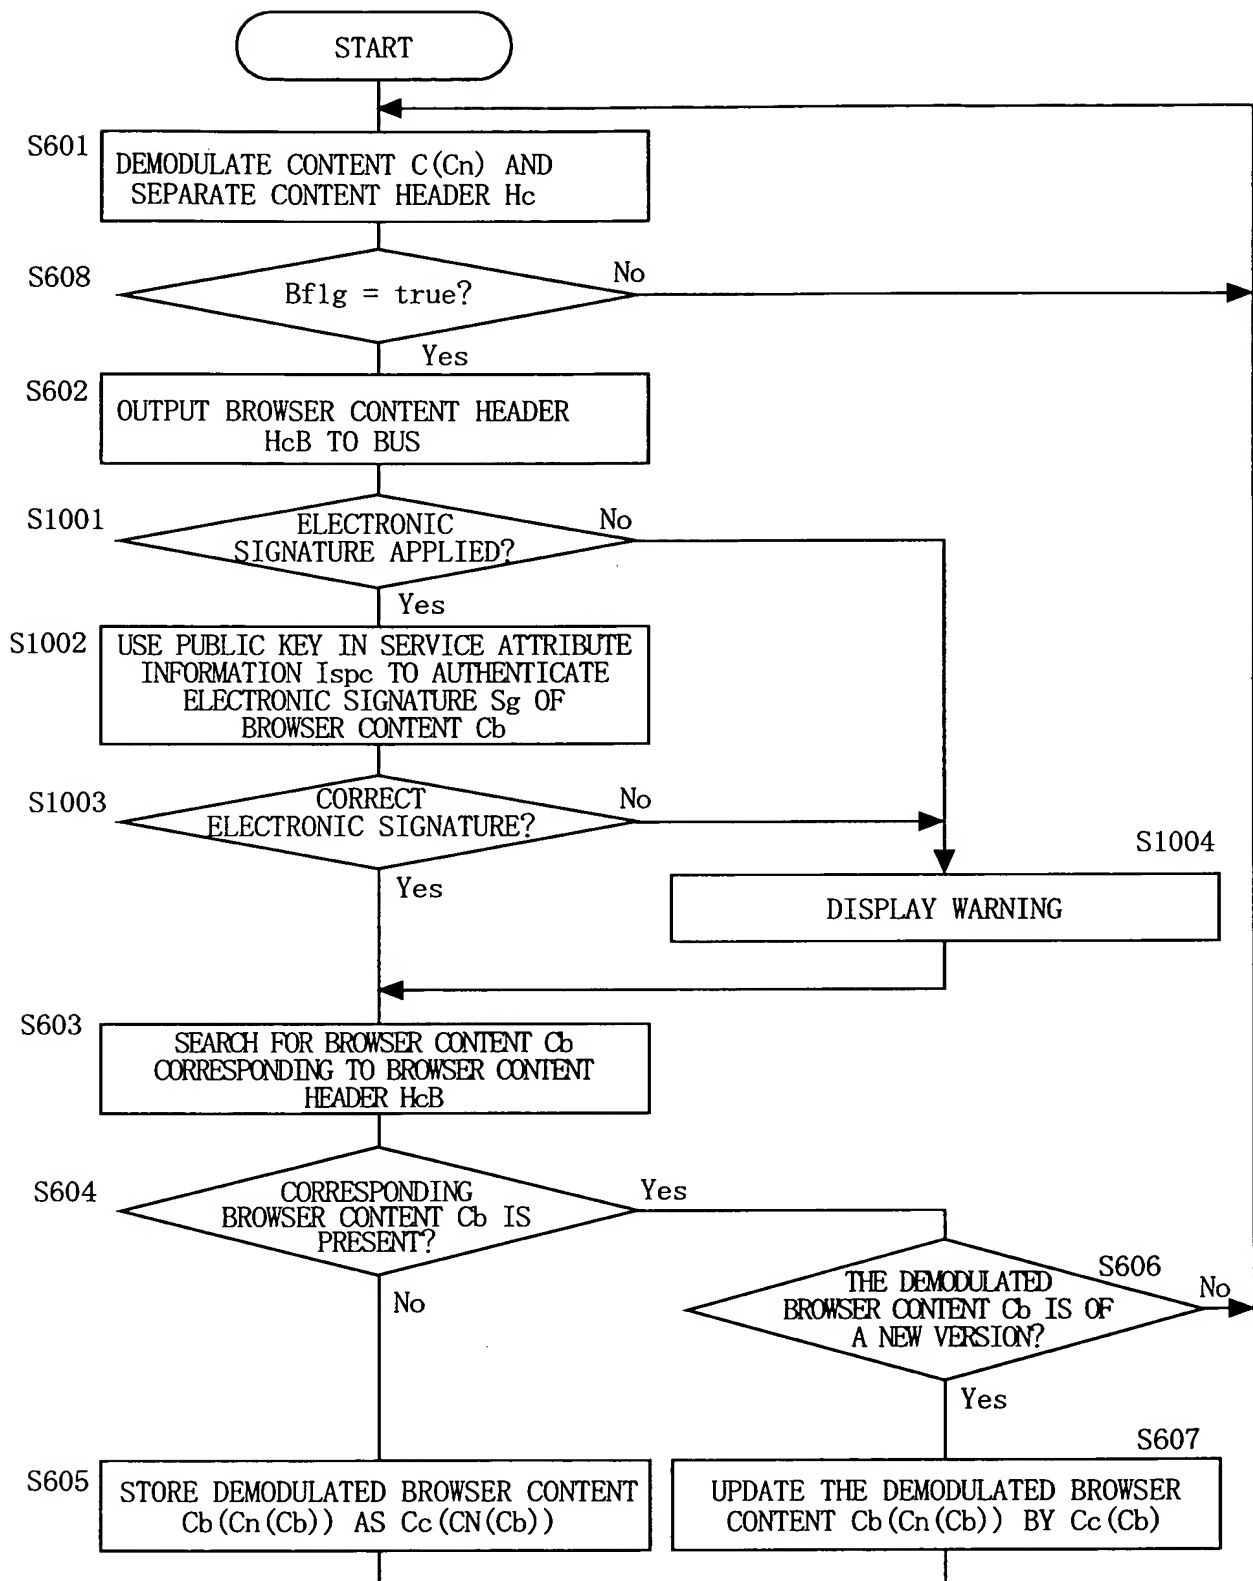 START
S601
DEMODULATE CONTENT C(Cn) AND
SEPARATE CONTENT HEADER Hc
S608
Bflg = true?
No
Yes
S602
OUTPUT BROWSER CONTENT HEADER
HcB TO BUS
S1001
ELECTRONIC
SIGNATURE APPLIED?
No
Yes
S1002
USE PUBLIC KEY IN SERVICE ATTRIBUTE
INFORMATION Ispc TO AUTHENTICATE
ELECTRONIC SIGNATURE Sg OF
BROWSER CONTENT Cb
S1003
CORRECT
ELECTRONIC SIGNATURE?
No
Yes
S1004
DISPLAY WARNING
S603
SEARCH FOR BROWSER CONTENT Cb
CORRESPONDING TO BROWSER CONTENT
HEADER HcB
S604
CORRESPONDING
BROWSER CONTENT Cb IS
PRESENT?
Yes
No
S606
THE DEMODULATED
BROWSER CONTENT Cb IS OF
A NEW VERSION?
No
Yes
S605
STORE DEMODULATED BROWSER CONTENT
Cb(Cn(Cb)) AS Cc(CN(Cb))
S607
UPDATE THE DEMODULATED BROWSER
CONTENT Cb(Cn(Cb)) BY Cc(Cb)